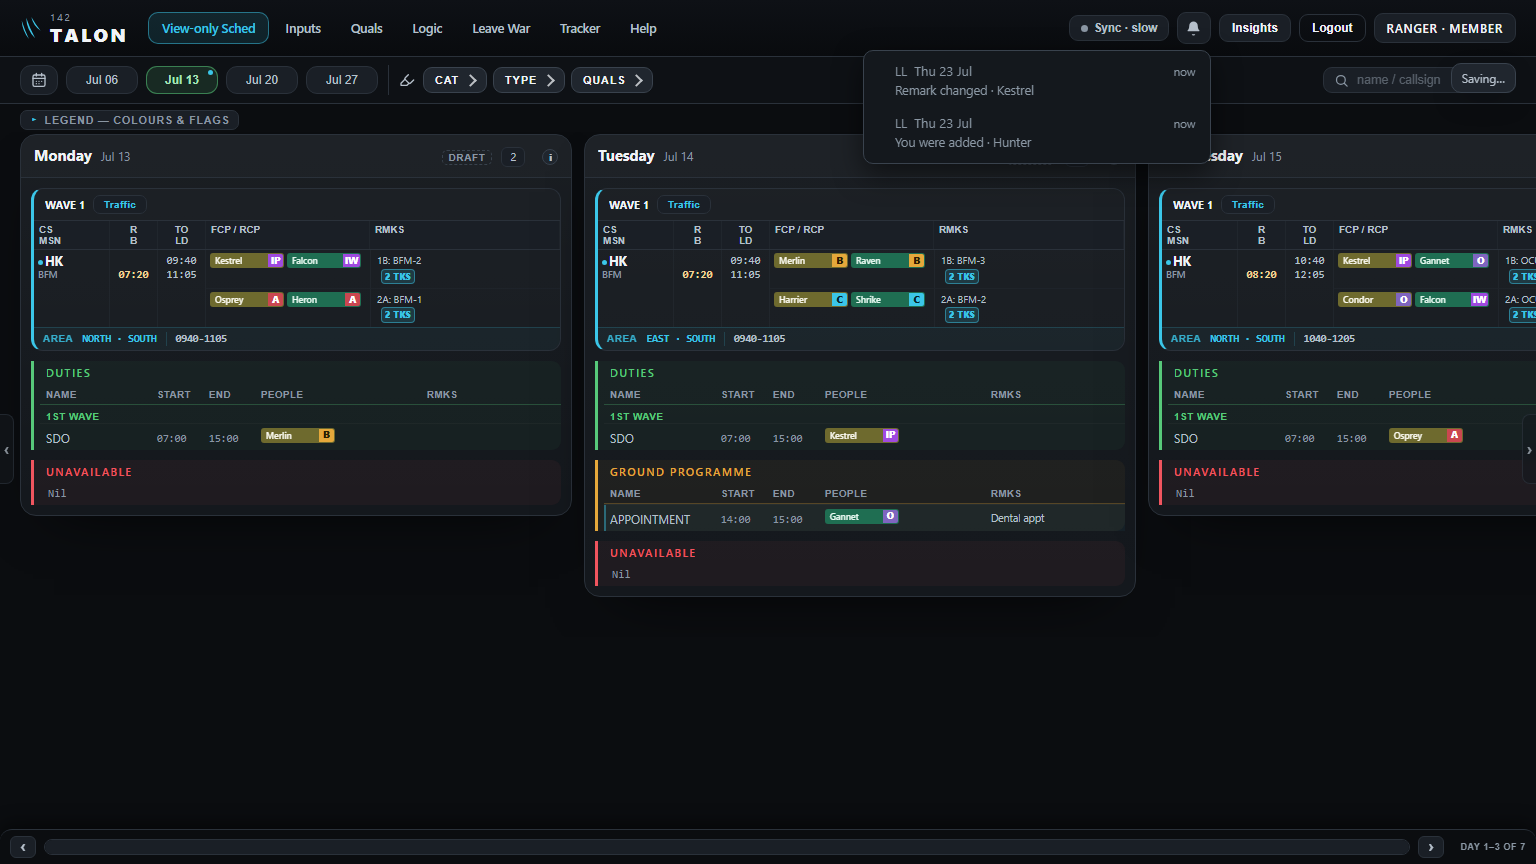 142
TALON
View-only Sched
Inputs
Quals
Logic
Leave War
Tracker
Help
Sync · slow
Insights
Logout
RANGER · MEMBER
Jul 06
Jul 13
Jul 20
Jul 27
CAT
TYPE
QUALS
name / callsign
Saving...
LL Thu 23 Jul now
Remark changed · Kestrel
LL Thu 23 Jul now
You were added · Hunter
LEGEND — COLOURS & FLAGS
Monday Jul 13 DRAFT 2 i
WAVE 1 Traffic
CS R TO FCP / RCP RMKS
MSN B LD
HK 09:40 Kestrel IP Falcon IW 1B: BFM-2
BFM 07:20 11:05 2 TKS
Osprey A Heron A 2A: BFM-1
2 TKS
AREA NORTH · SOUTH 0940-1105
DUTIES
NAME START END PEOPLE RMKS
1ST WAVE
SDO 07:00 15:00 Merlin B
UNAVAILABLE
Nil
Tuesday Jul 14
WAVE 1 Traffic
CS R TO FCP / RCP RMKS
MSN B LD
HK 09:40 Merlin B Raven B 1B: BFM-3
BFM 07:20 11:05 2 TKS
Harrier C Shrike C 2A: BFM-2
2 TKS
AREA EAST · SOUTH 0940-1105
DUTIES
NAME START END PEOPLE RMKS
1ST WAVE
SDO 07:00 15:00 Kestrel IP
GROUND PROGRAMME
NAME START END PEOPLE RMKS
APPOINTMENT 14:00 15:00 Gannet O Dental appt
UNAVAILABLE
Nil
sday Jul 15
WAVE 1 Traffic
CS R TO FCP / RCP RMKS
MSN B LD
HK 10:40 Kestrel IP Gannet O 1B: OCU
BFM 08:20 12:05 2 TKS
Condor O Falcon IW 2A: OCU
2 TKS
AREA NORTH · SOUTH 1040-1205
DUTIES
NAME START END PEOPLE
1ST WAVE
SDO 07:00 15:00 Osprey A
UNAVAILABLE
Nil
DAY 1–3 OF 7